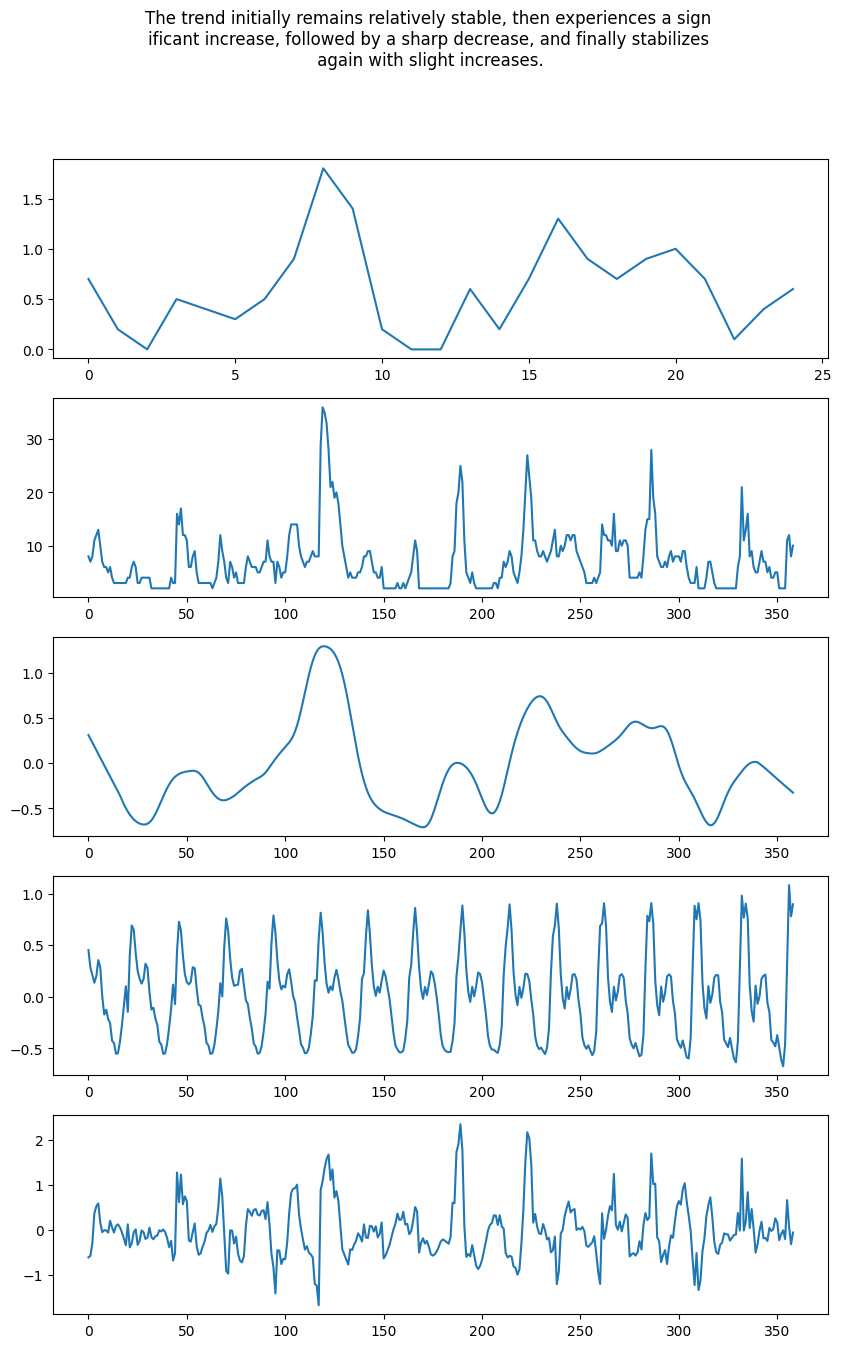 The trend initially remains relatively stable, then experiences a sign
ificant increase, followed by a sharp decrease, and finally stabilizes
again with slight increases.
1.5
1.0
0.5
0.0
0 5 10 15 20 25
30
20
10
0 50 100 150 200 250 300 350
1.0
0.5
0.0
−0.5
0 50 100 150 200 250 300 350
1.0
0.5
0.0
−0.5
0 50 100 150 200 250 300 350
2
1
0
−1
0 50 100 150 200 250 300 350